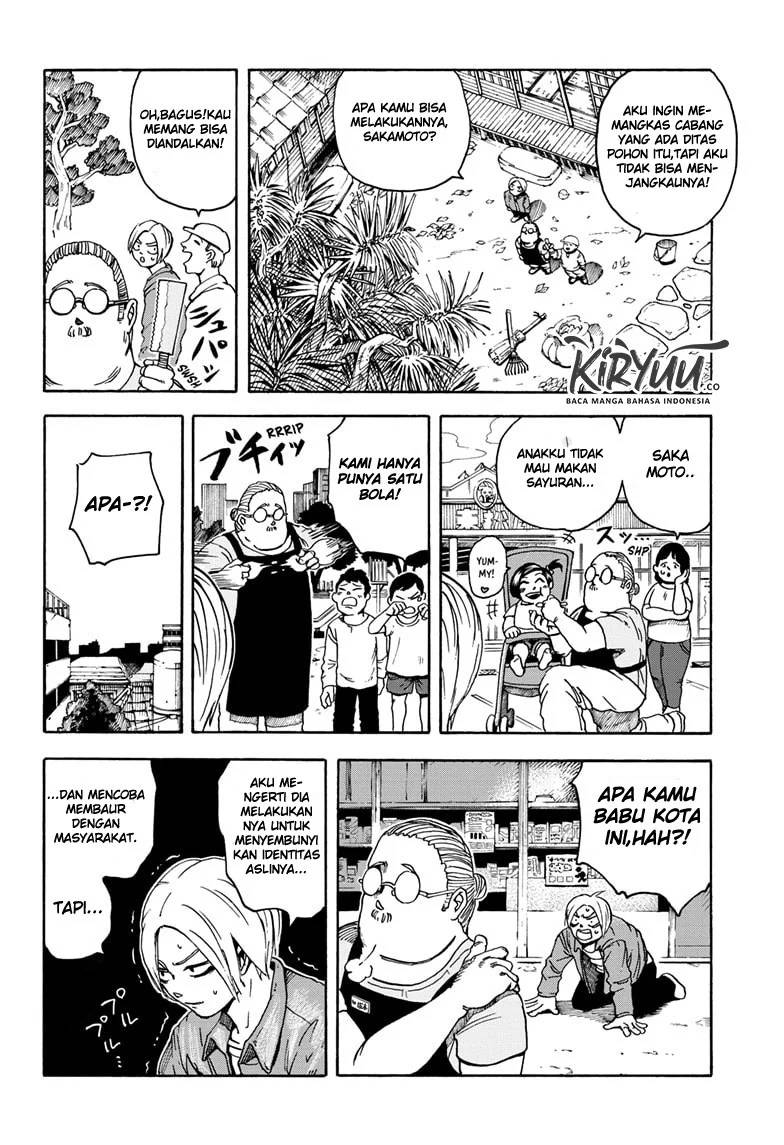 AKU INGIN ME-
MANGKAS CABANG
YANG ADA DITAS
POHON ITU,TAPI AKU
TIDAK BISA MEN-
JANGKAUNYA!
APA KAMU BISA
MELAKUKANNYA,
SAKAMOTO?
OH,BAGUS!KAU
MEMANG BISA
DIANDALKAN!
シュパッ
SWSH
KiRYUU.CO
BACA MANGA BAHASA INDONESIA
SAKA
MOTO..
ANAKKU TIDAK
MAU MAKAN
SAYURAN...
スッ
SHP
YUM-
MY!
KAMI HANYA
PUNYA SATU
BOLA!
RRRIP
ブチィッ
APA-?!
APA KAMU
BABU KOTA
INI,HAH?!
AKU ME-
NGERTI DIA
MELAKUKAN
NYA UNTUK
MENYEMBUNYI
KAN IDENTITAS
ASLINYA...
...DAN MENCOBA
MEMBAUR
DENGAN
MASYARAKAT.
TAPI...
プルプル…